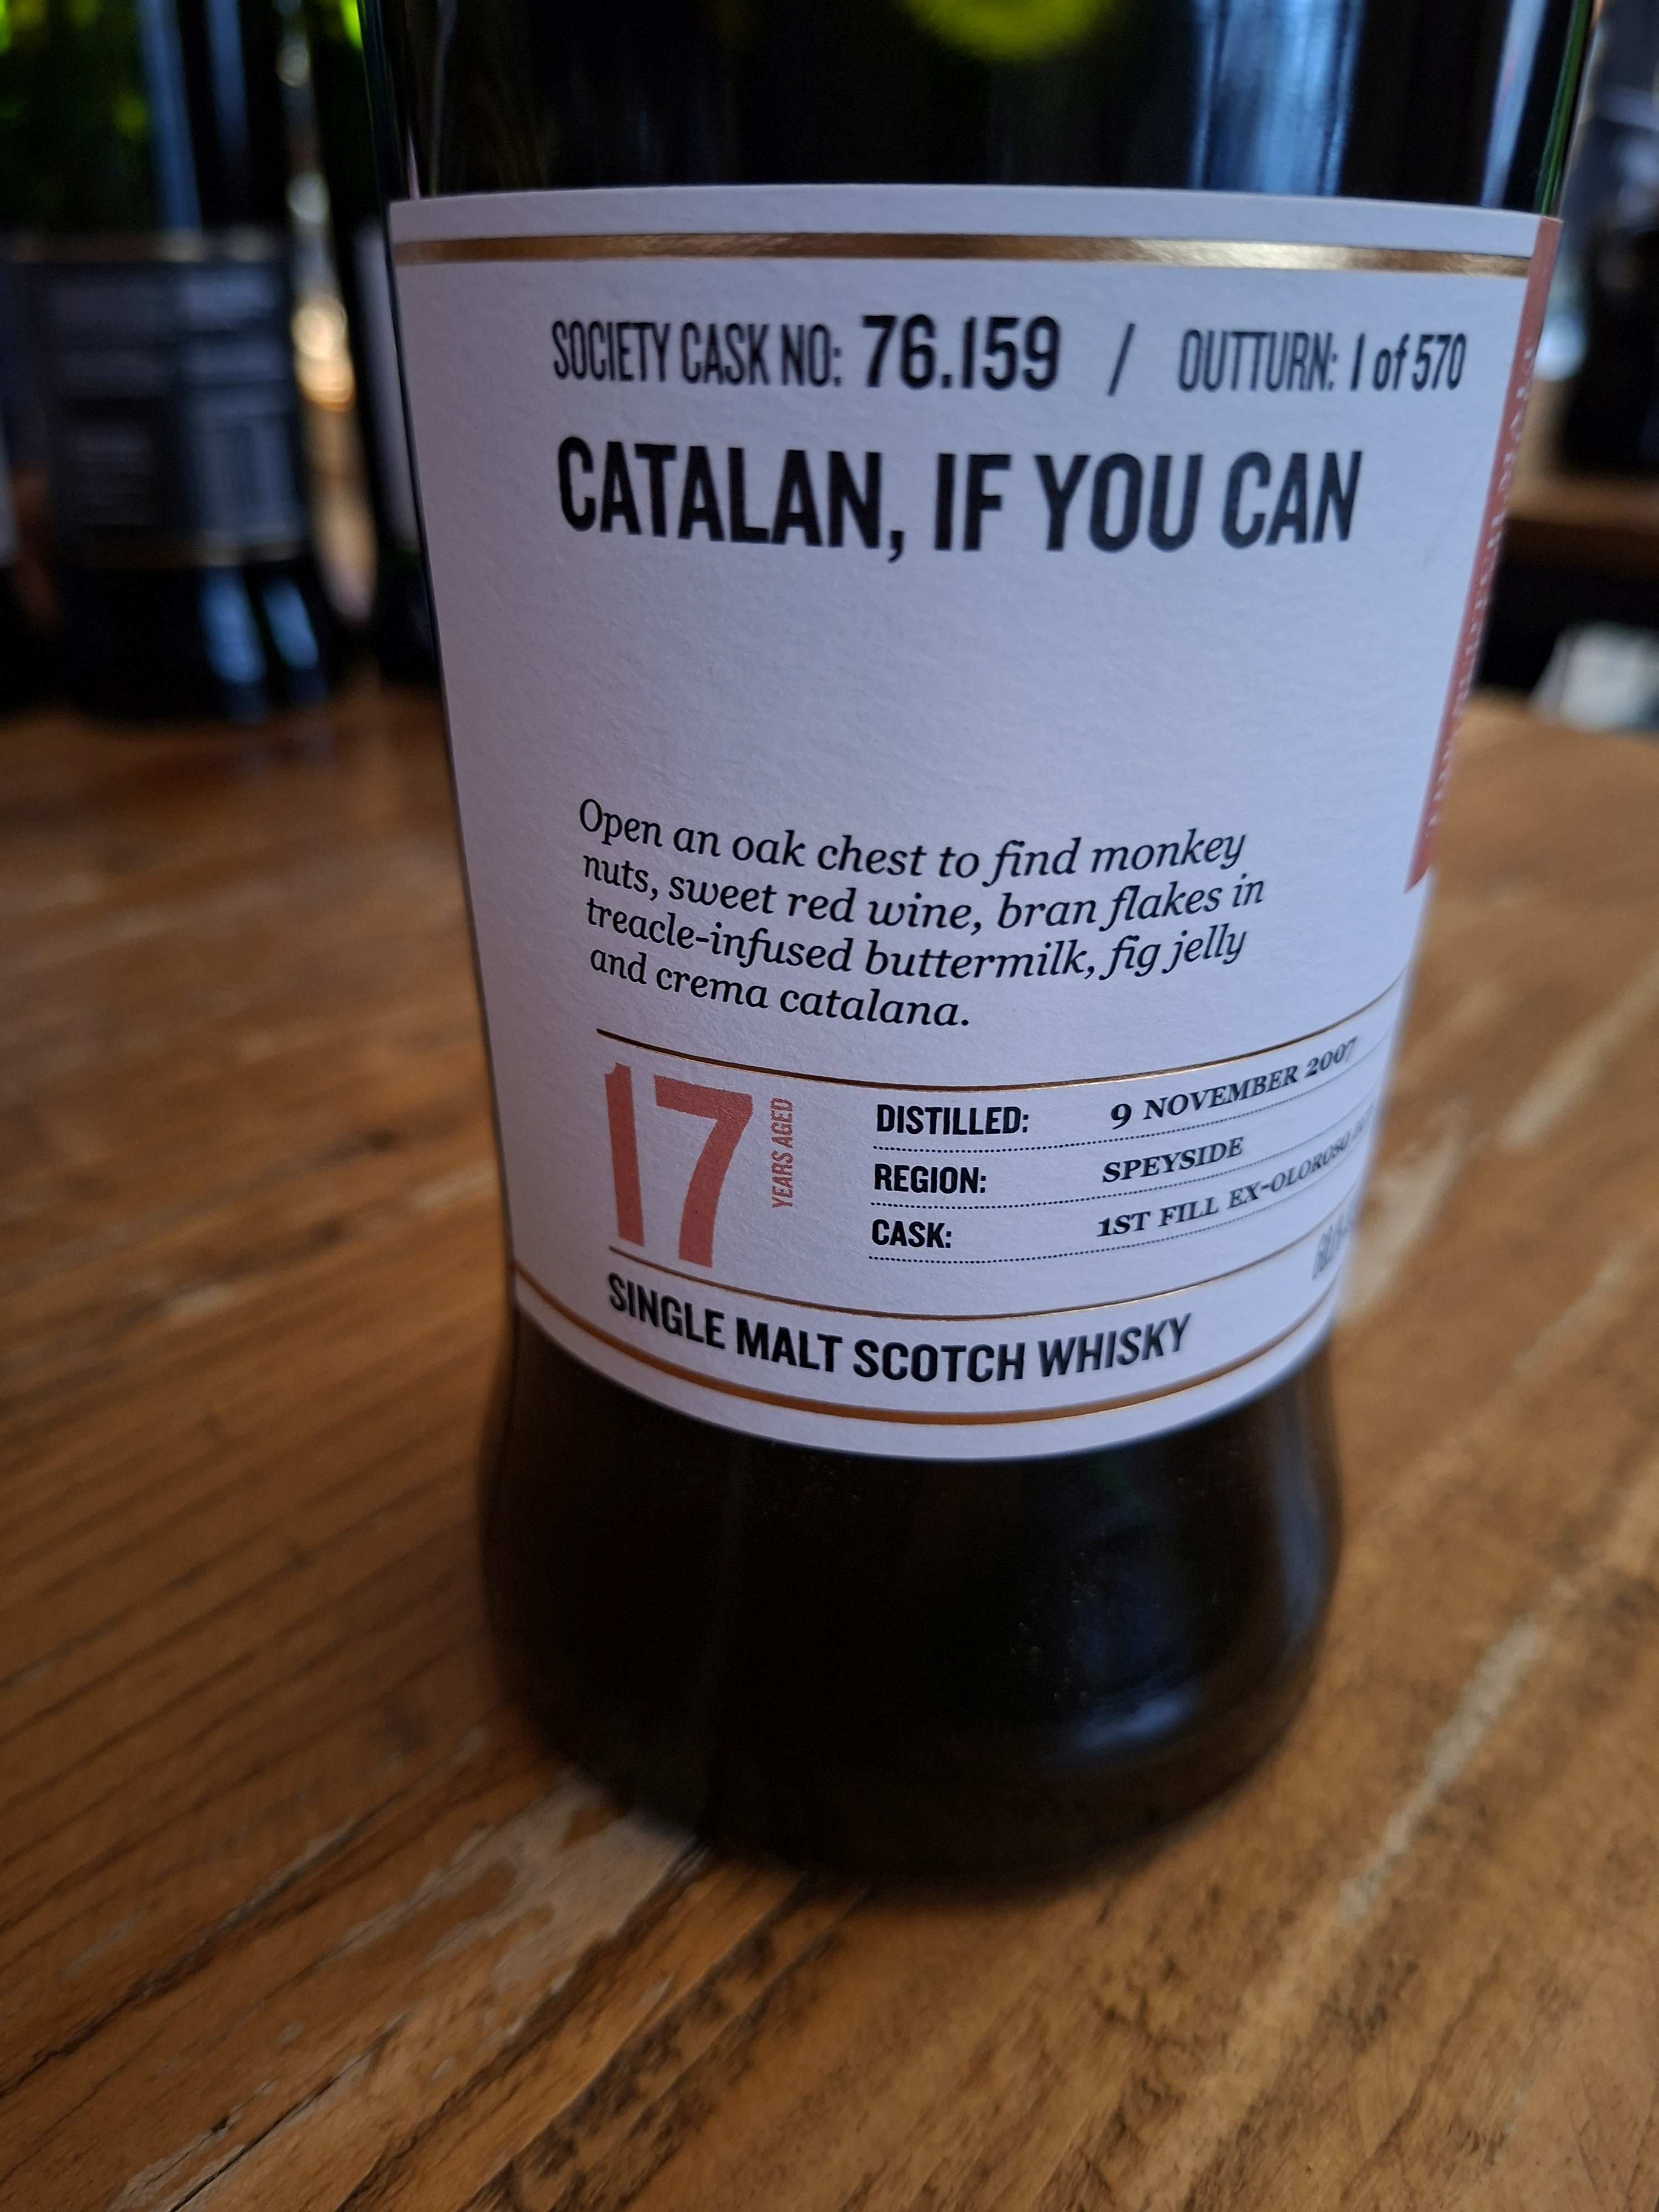 SOCIETY CASK NO: 76.159 / OUTTURN: 1 of 570
CATALAN, IF YOU CAN
Open an oak chest to find monkey
nuts, sweet red wine, bran flakes in
treacle-infused buttermilk, fig jelly
and crema catalana.
17 YEARS AGED
DISTILLED: 9 NOVEMBER 2007
REGION: SPEYSIDE
CASK: 1ST FILL EX-OLOROSO
SINGLE MALT SCOTCH WHISKY